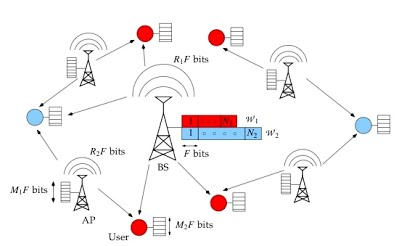 R₁F bits
1 N₁ 𝒲₁
1 N₂ 𝒲₂
F bits
R₂F bits
BS
M₁F bits
AP
User
M₂F bits